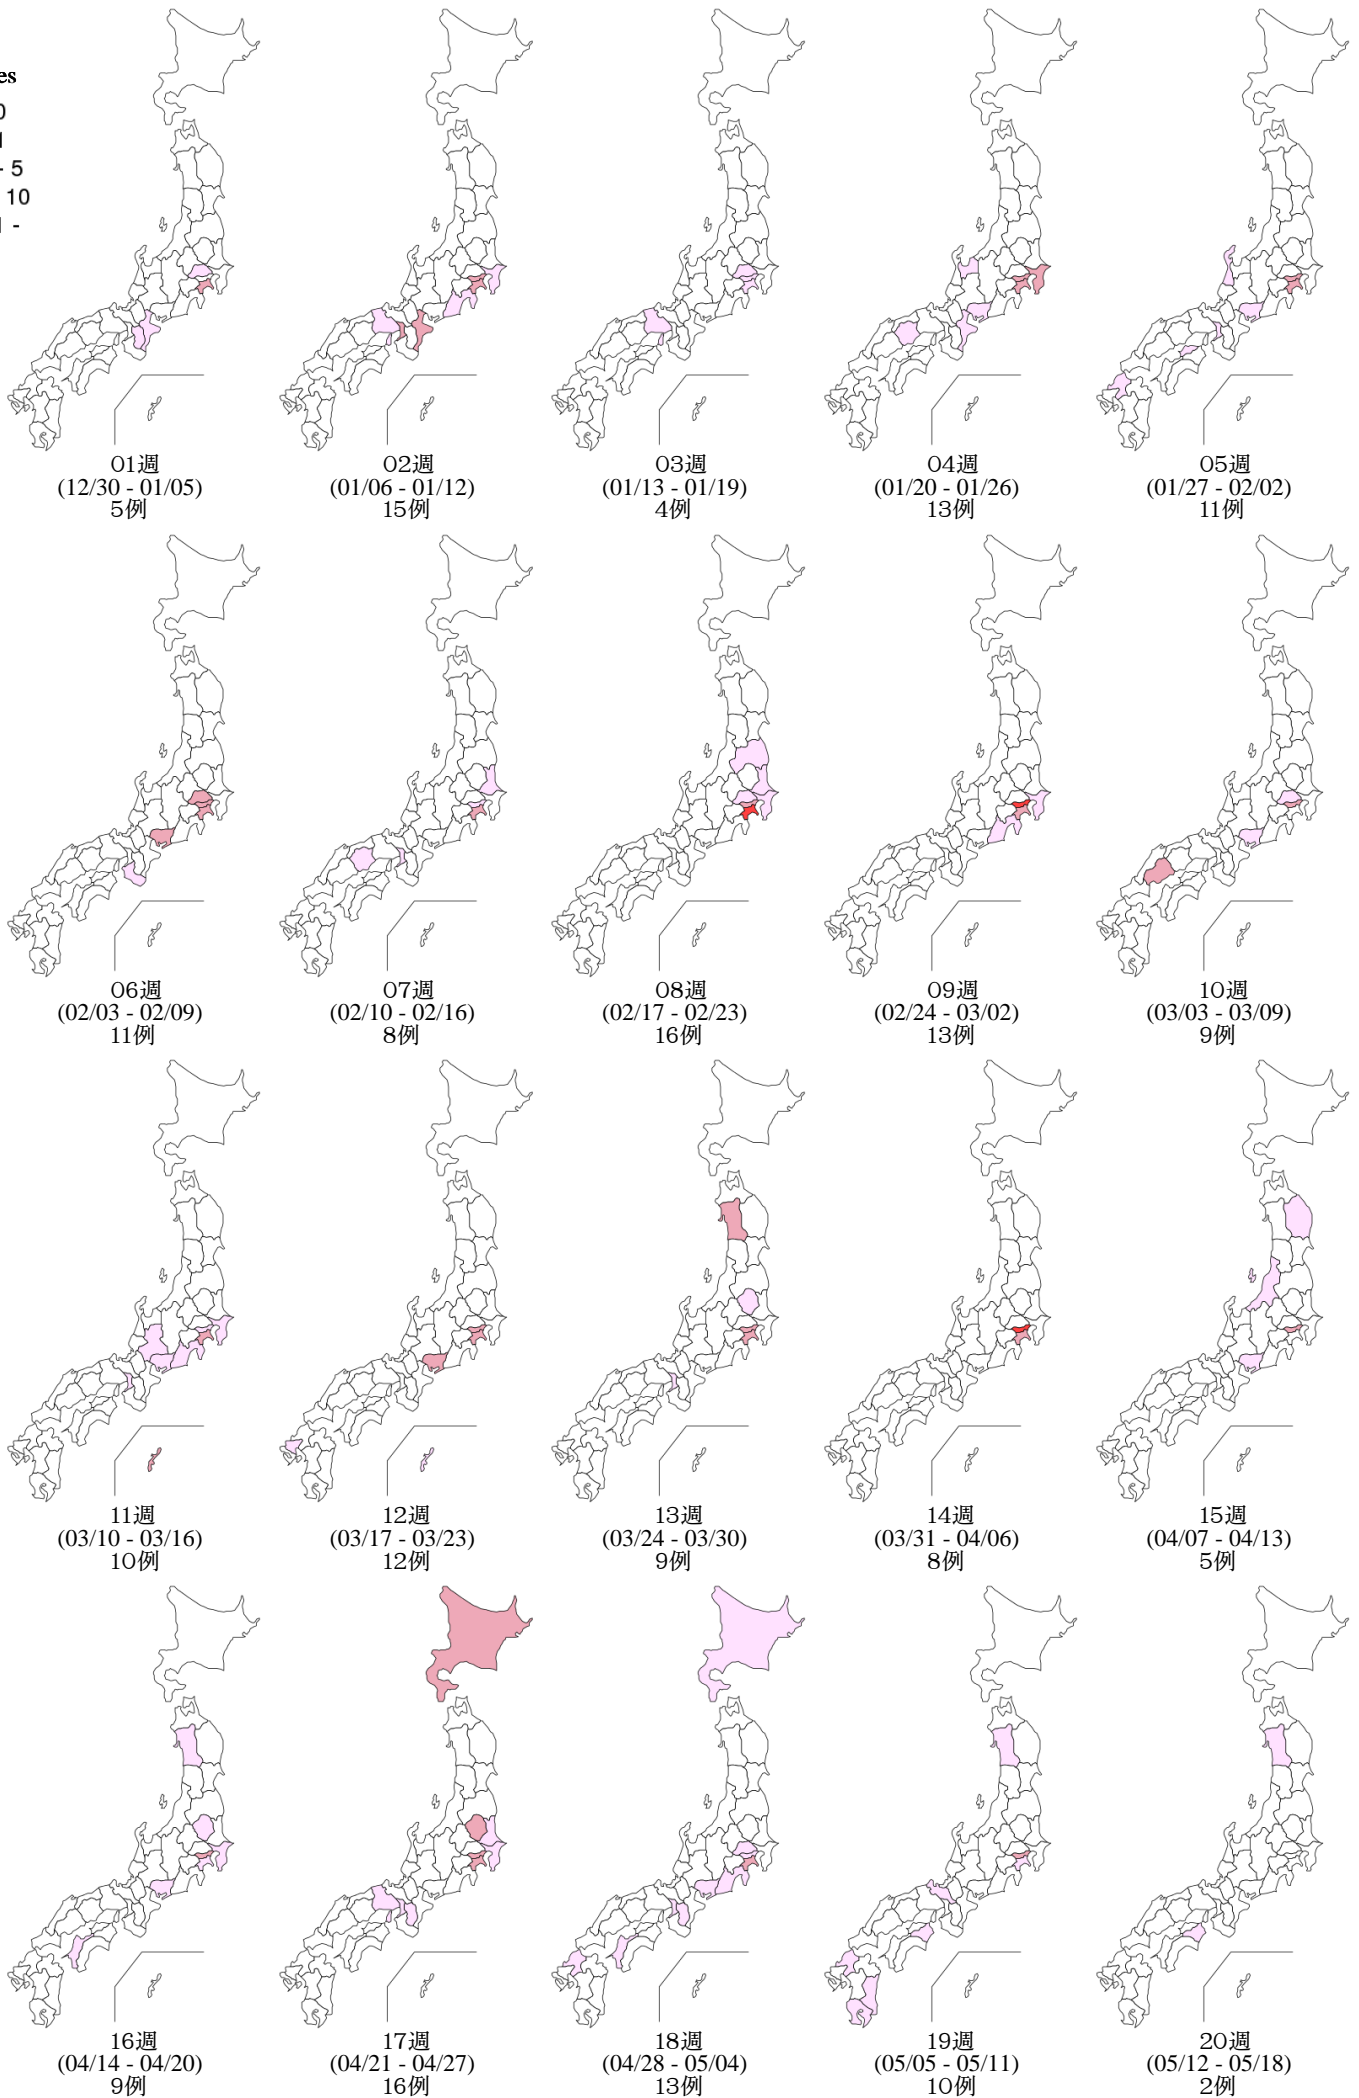 es
0
1
- 5
10
1 -
01週
(12/30 - 01/05)
5例
02週
(01/06 - 01/12)
15例
03週
(01/13 - 01/19)
4例
04週
(01/20 - 01/26)
13例
05週
(01/27 - 02/02)
11例
06週
(02/03 - 02/09)
11例
07週
(02/10 - 02/16)
8例
08週
(02/17 - 02/23)
16例
09週
(02/24 - 03/02)
13例
10週
(03/03 - 03/09)
9例
11週
(03/10 - 03/16)
10例
12週
(03/17 - 03/23)
12例
13週
(03/24 - 03/30)
9例
14週
(03/31 - 04/06)
8例
15週
(04/07 - 04/13)
5例
16週
(04/14 - 04/20)
9例
17週
(04/21 - 04/27)
16例
18週
(04/28 - 05/04)
13例
19週
(05/05 - 05/11)
10例
20週
(05/12 - 05/18)
2例